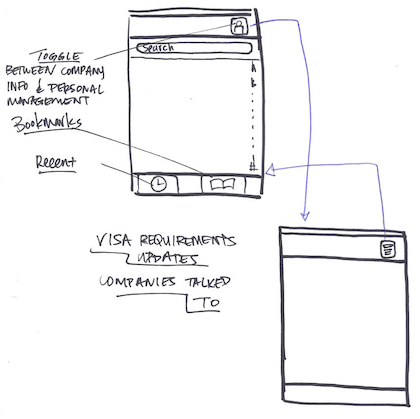 Search
TOGGLE
BETWEEN COMPANY
INFO & PERSONAL
MANAGEMENT
Bookmarks
Recent
A
B
#
VISA REQUIREMENTS
UPDATES
COMPANIES TALKED
TO